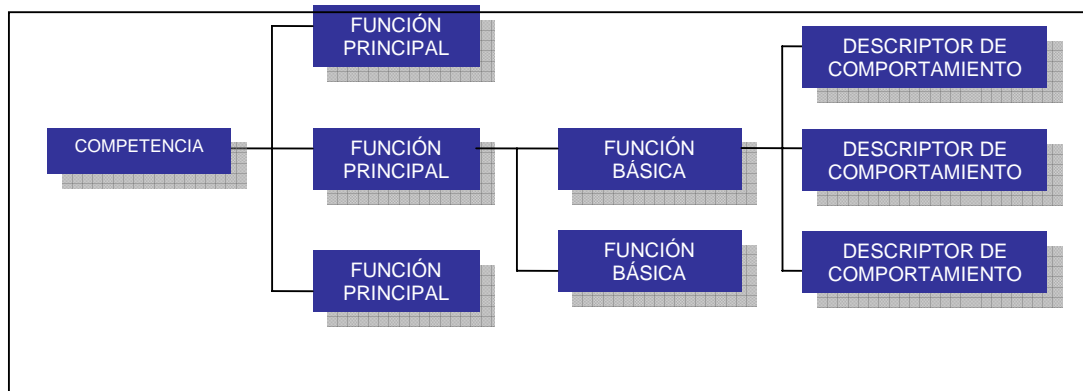 COMPETENCIA
FUNCIÓN
PRINCIPAL
FUNCIÓN
PRINCIPAL
FUNCIÓN
PRINCIPAL
FUNCIÓN
BÁSICA
FUNCIÓN
BÁSICA
DESCRIPTOR DE
COMPORTAMIENTO
DESCRIPTOR DE
COMPORTAMIENTO
DESCRIPTOR DE
COMPORTAMIENTO